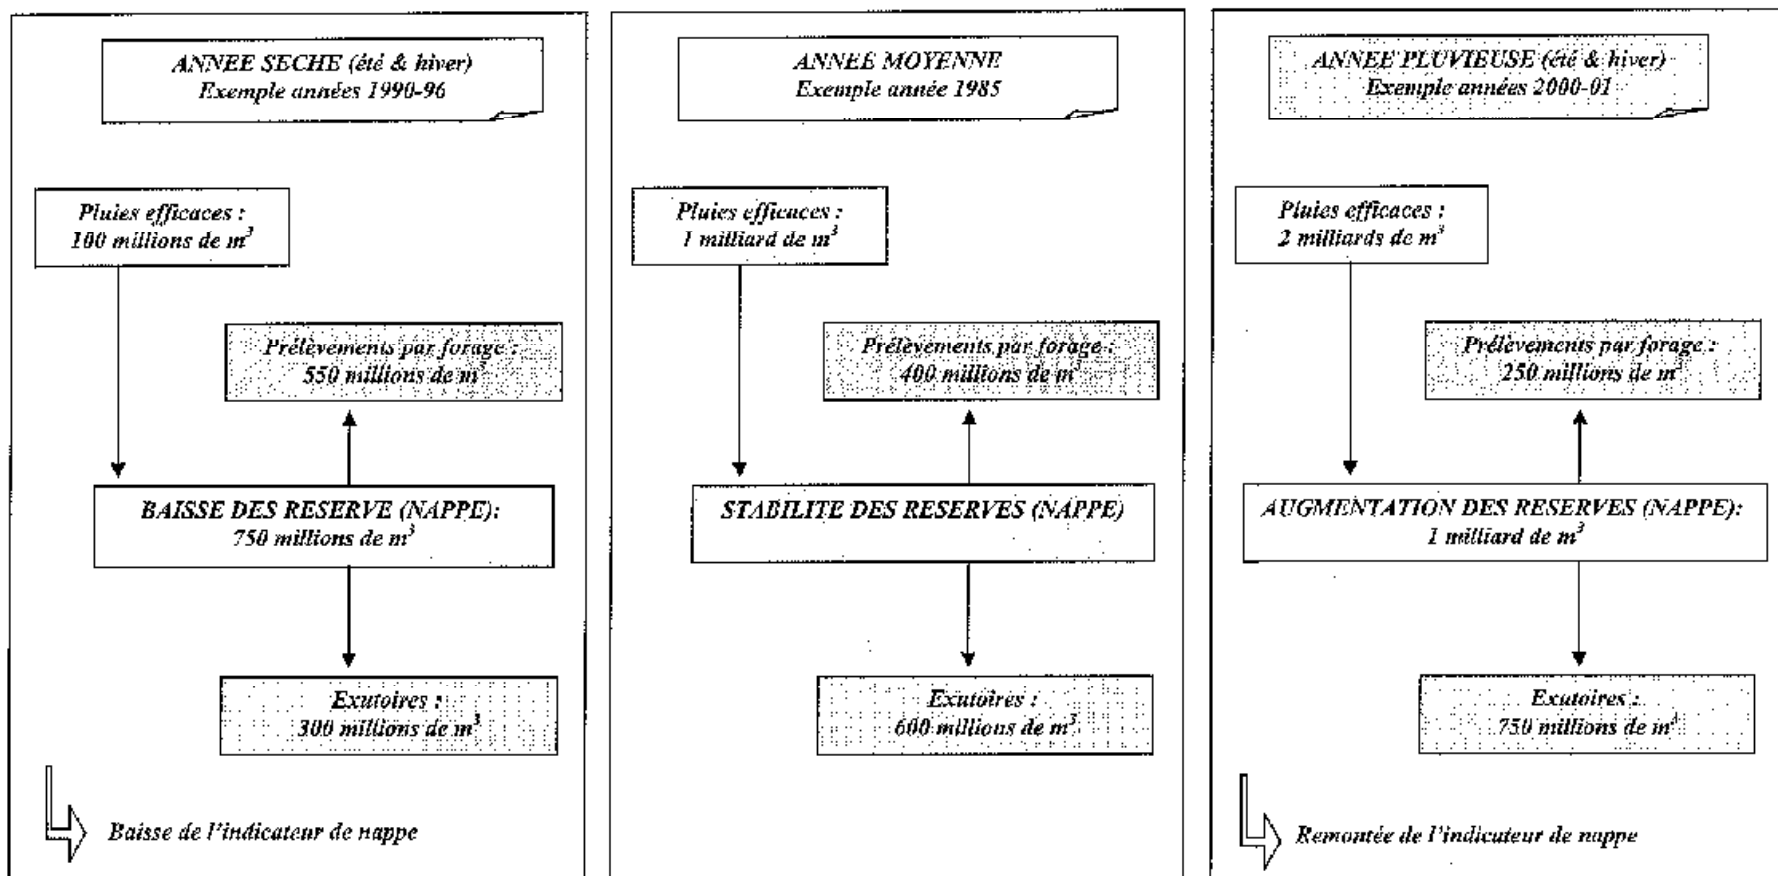 ANNEE SECHE (été & hiver)
Exemple années 1990-96
Pluies efficaces :
100 millions de m³
Prélèvements par forage :
550 millions de m³
BAISSE DES RESERVE (NAPPE):
750 millions de m³
Exutoires :
300 millions de m³
Baisse de l'indicateur de nappe
ANNEE MOYENNE
Exemple année 1985
Pluies efficaces :
1 milliard de m³
Prélèvements par forage :
400 millions de m³
STABILITE DES RESERVES (NAPPE)
Exutoires :
600 millions de m³
ANNEE PLUVIEUSE (été & hiver)
Exemple années 2000-01
Pluies efficaces :
2 milliards de m³
Prélèvements par forage :
250 millions de m³
AUGMENTATION DES RESERVES (NAPPE):
1 milliard de m³
Exutoires :
750 millions de m³
Remontée de l'indicateur de nappe